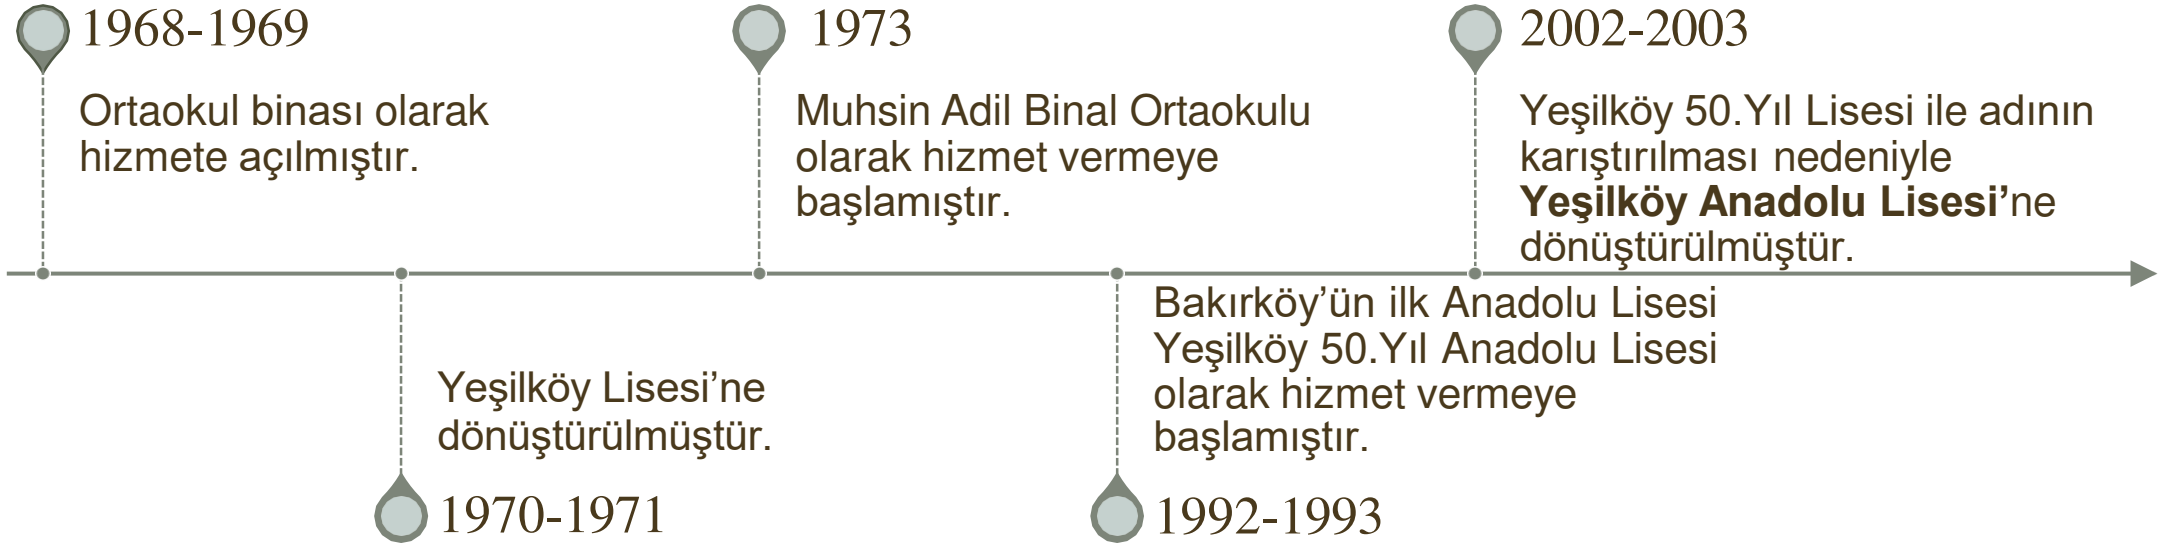 1968-1969
Ortaokul binası olarak
hizmete açılmıştır.
Yeşilköy Lisesi’ne
dönüştürülmüştür.
1970-1971
1973
Muhsin Adil Binal Ortaokulu
olarak hizmet vermeye
başlamıştır.
Bakırköy’ün ilk Anadolu Lisesi
Yeşilköy 50.Yıl Anadolu Lisesi
olarak hizmet vermeye
başlamıştır.
1992-1993
2002-2003
Yeşilköy 50.Yıl Lisesi ile adının
karıştırılması nedeniyle
Yeşilköy Anadolu Lisesi’ne
dönüştürülmüştür.